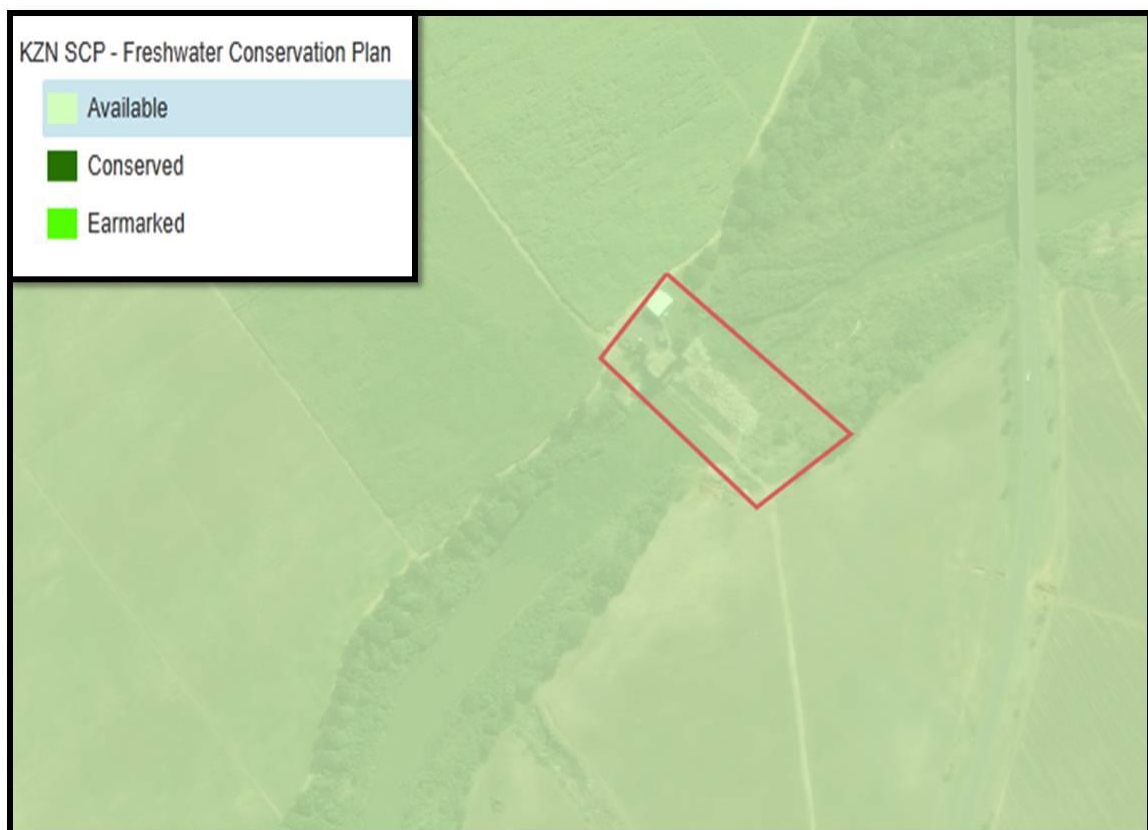 KZN SCP - Freshwater Conservation Plan
Available
Conserved
Earmarked